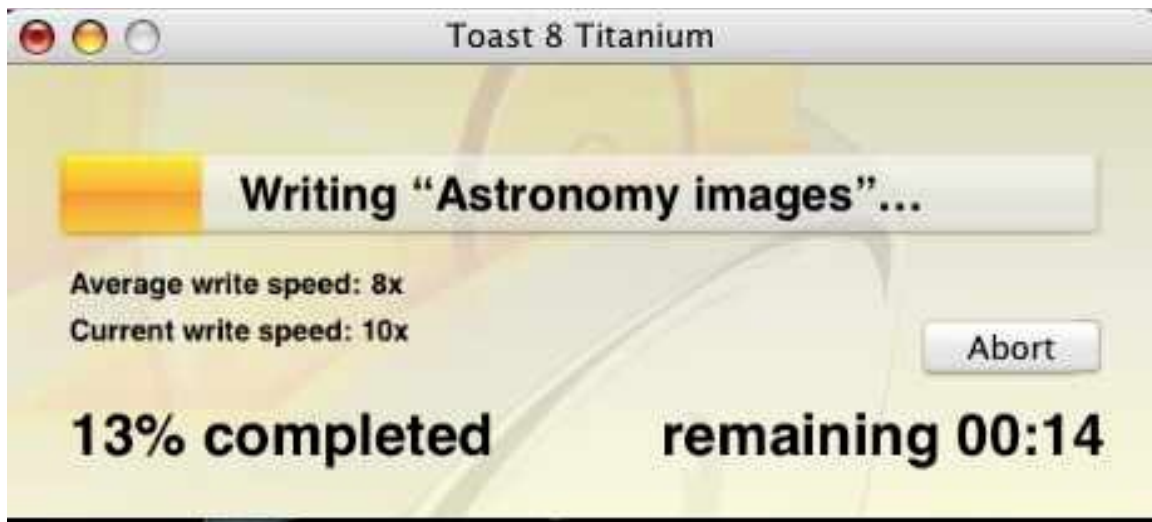 Toast 8 Titanium
Writing “Astronomy images”...
Average write speed: 8x
Current write speed: 10x
Abort
13% completed
remaining 00:14